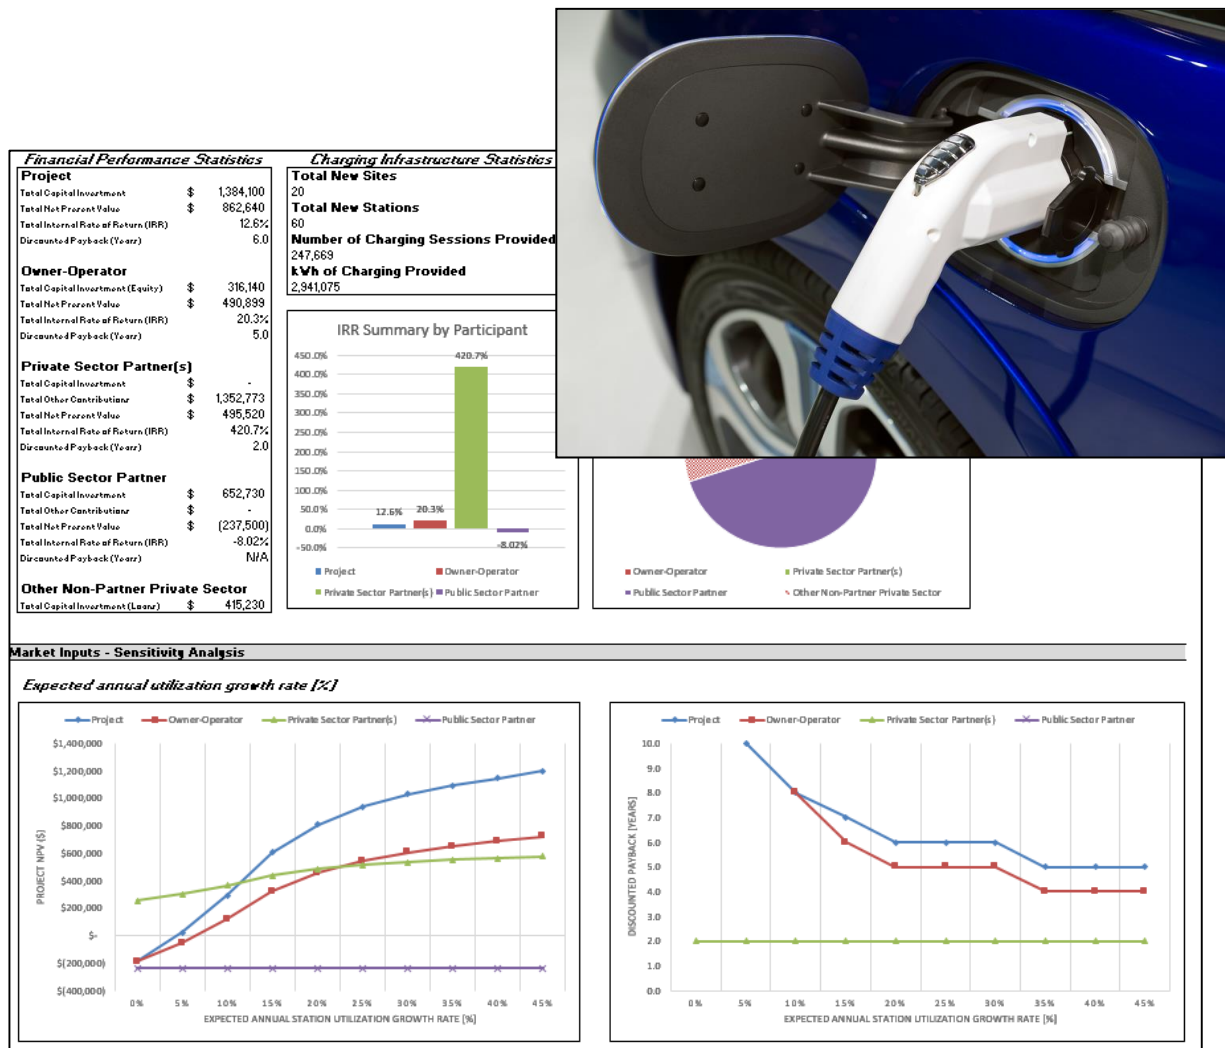 Financial Performance Statistics
Project
Total Capital Investment $ 1,384,100
Total Net Present Value $ 862,640
Total Internal Rate of Return (IRR) 12.6%
Discounted Payback (Years) 6.0
Owner-Operator
Total Capital Investment (Equity) $ 316,140
Total Net Present Value $ 490,899
Total Internal Rate of Return (IRR) 20.3%
Discounted Payback (Years) 5.0
Private Sector Partner(s)
Total Capital Investment $ -
Total Other Contributions $ 1,352,773
Total Net Present Value $ 495,520
Total Internal Rate of Return (IRR) 420.7%
Discounted Payback (Years) 2.0
Public Sector Partner
Total Capital Investment $ 652,730
Total Other Contributions $ -
Total Net Present Value $ (237,500)
Total Internal Rate of Return (IRR) -8.02%
Discounted Payback (Years) N/A
Other Non-Partner Private Sector
Total Capital Investment (Loans) $ 415,230
Charging Infrastructure Statistics
Total New Sites
20
Total New Stations
60
Number of Charging Sessions Provided
247,669
kWh of Charging Provided
2,941,075
IRR Summary by Participant
450.0%
400.0%
350.0%
300.0%
250.0%
200.0%
150.0%
100.0%
50.0%
0.0%
-50.0%
12.6%
20.3%
420.7%
-8.02%
Project
Owner-Operator
Private Sector Partner(s)
Public Sector Partner
Owner-Operator
Private Sector Partner(s)
Public Sector Partner
Other Non-Partner Private Sector
Market Inputs - Sensitivity Analysis
Expected annual utilization growth rate [%]
Project Owner-Operator Private Sector Partner(s) Public Sector Partner
PROJECT NPV ($)
$1,400,000
$1,200,000
$1,000,000
$800,000
$600,000
$400,000
$200,000
$-
$(200,000)
$(400,000)
0% 5% 10% 15% 20% 25% 30% 35% 40% 45%
EXPECTED ANNUAL STATION UTILIZATION GROWTH RATE [%]
Project Owner-Operator Private Sector Partner(s) Public Sector Partner
DISCOUNTED PAYBACK [YEARS]
10.0
9.0
8.0
7.0
6.0
5.0
4.0
3.0
2.0
1.0
0.0
0% 5% 10% 15% 20% 25% 30% 35% 40% 45%
EXPECTED ANNUAL STATION UTILIZATION GROWTH RATE [%]